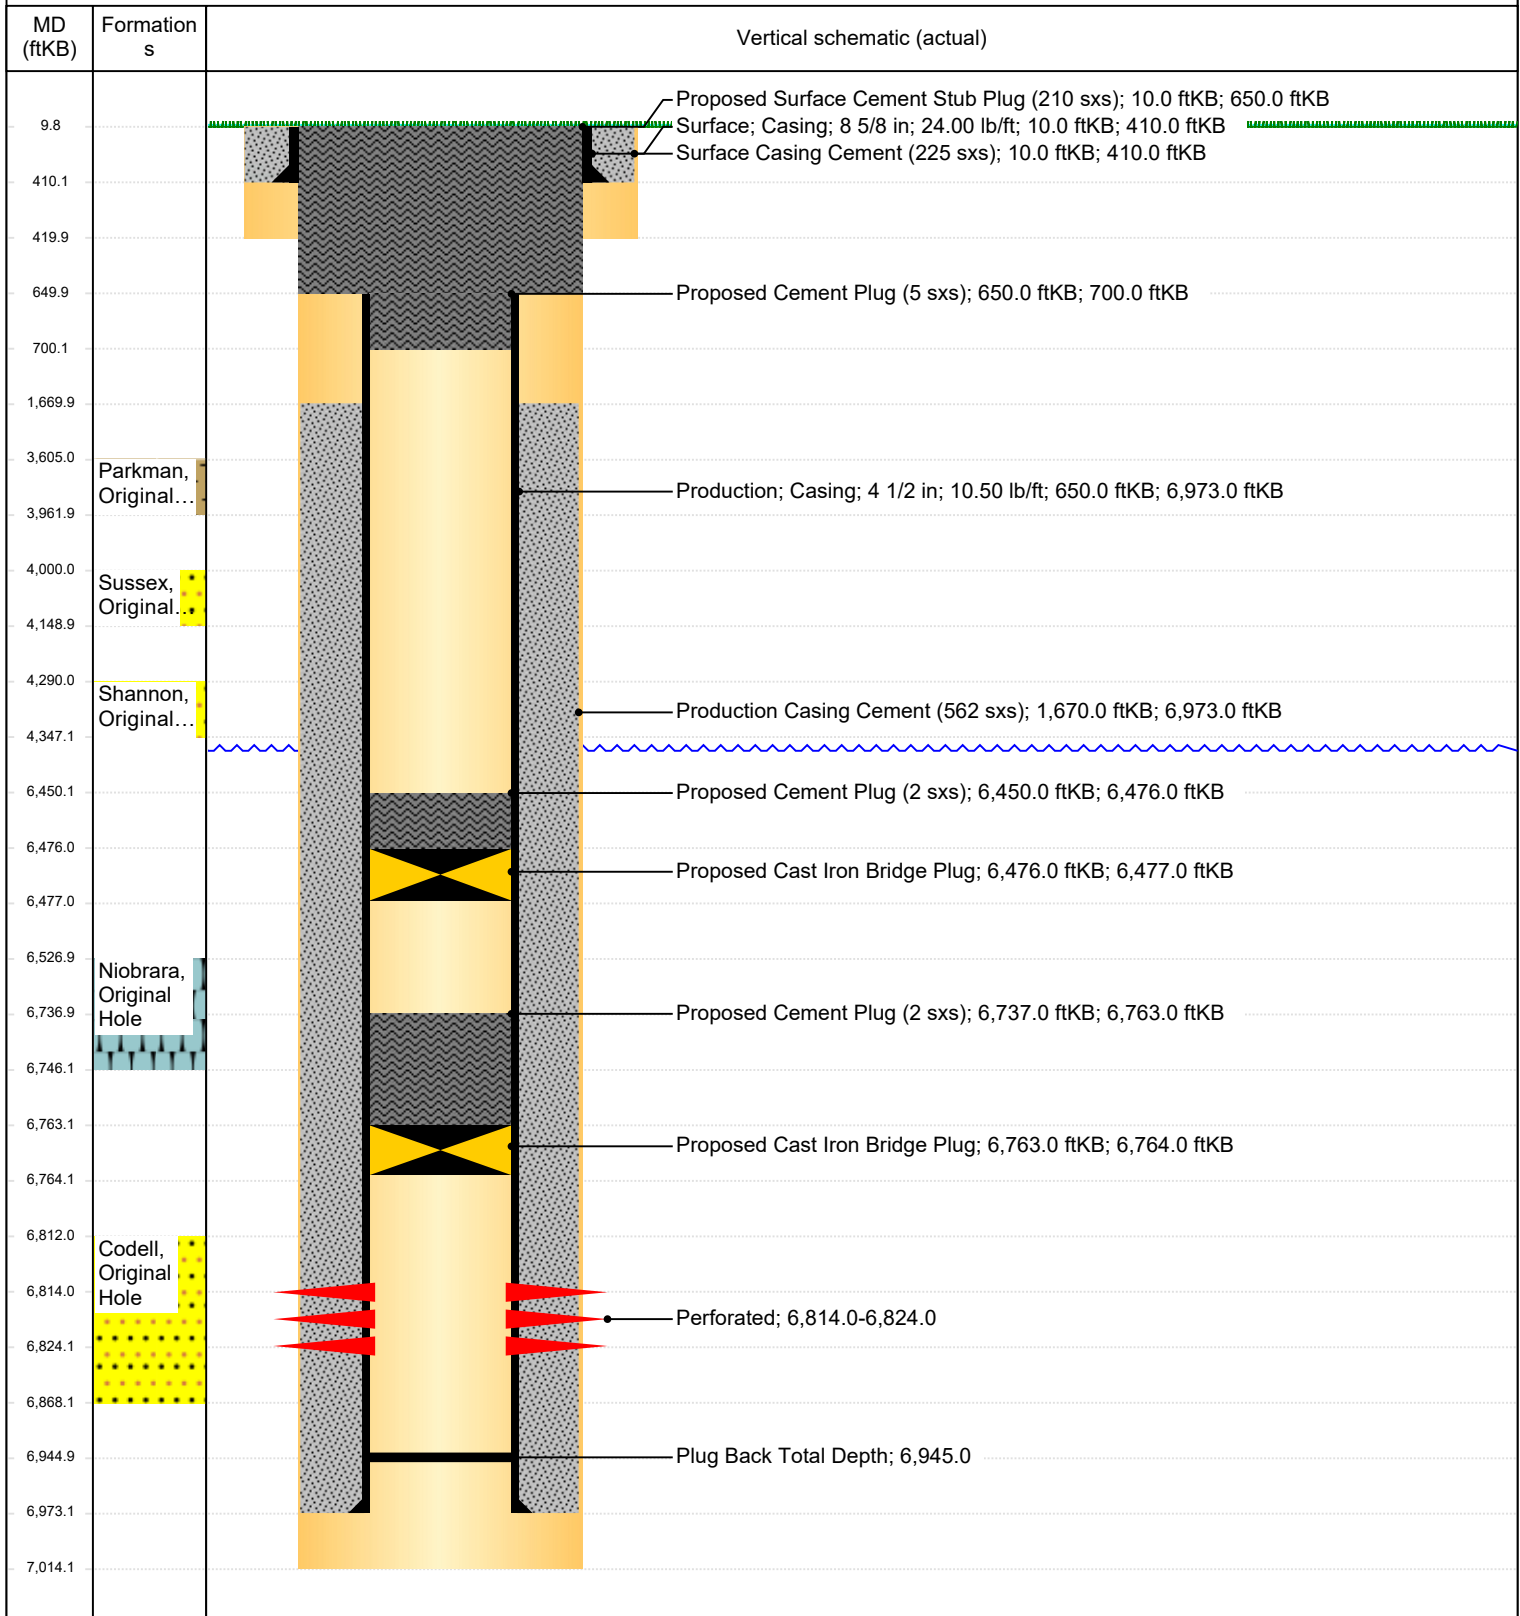 MD
(ftKB)
Formation
s
Vertical schematic (actual)
Proposed Surface Cement Stub Plug (210 sxs); 10.0 ftKB; 650.0 ftKB
9.8
Surface; Casing; 8 5/8 in; 24.00 lb/ft; 10.0 ftKB; 410.0 ftKB
Surface Casing Cement (225 sxs); 10.0 ftKB; 410.0 ftKB
410.1
419.9
649.9
Proposed Cement Plug (5 sxs); 650.0 ftKB; 700.0 ftKB
700.1
1,669.9
3,605.0
Parkman,
Original...
Production; Casing; 4 1/2 in; 10.50 lb/ft; 650.0 ftKB; 6,973.0 ftKB
3,961.9
4,000.0
Sussex,
Original...
4,148.9
4,290.0
Shannon,
Original...
Production Casing Cement (562 sxs); 1,670.0 ftKB; 6,973.0 ftKB
4,347.1
6,450.1
Proposed Cement Plug (2 sxs); 6,450.0 ftKB; 6,476.0 ftKB
6,476.0
Proposed Cast Iron Bridge Plug; 6,476.0 ftKB; 6,477.0 ftKB
6,477.0
6,526.9
Niobrara,
Original
Hole
6,736.9
Proposed Cement Plug (2 sxs); 6,737.0 ftKB; 6,763.0 ftKB
6,746.1
6,763.1
Proposed Cast Iron Bridge Plug; 6,763.0 ftKB; 6,764.0 ftKB
6,764.1
6,812.0
Codell,
Original
Hole
6,814.0
Perforated; 6,814.0-6,824.0
6,824.1
6,868.1
6,944.9
Plug Back Total Depth; 6,945.0
6,973.1
7,014.1